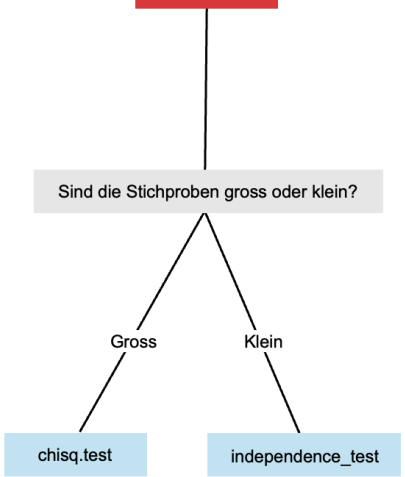 Sind die Stichproben gross oder klein?
Gross
Klein
chisq.test
independence_test